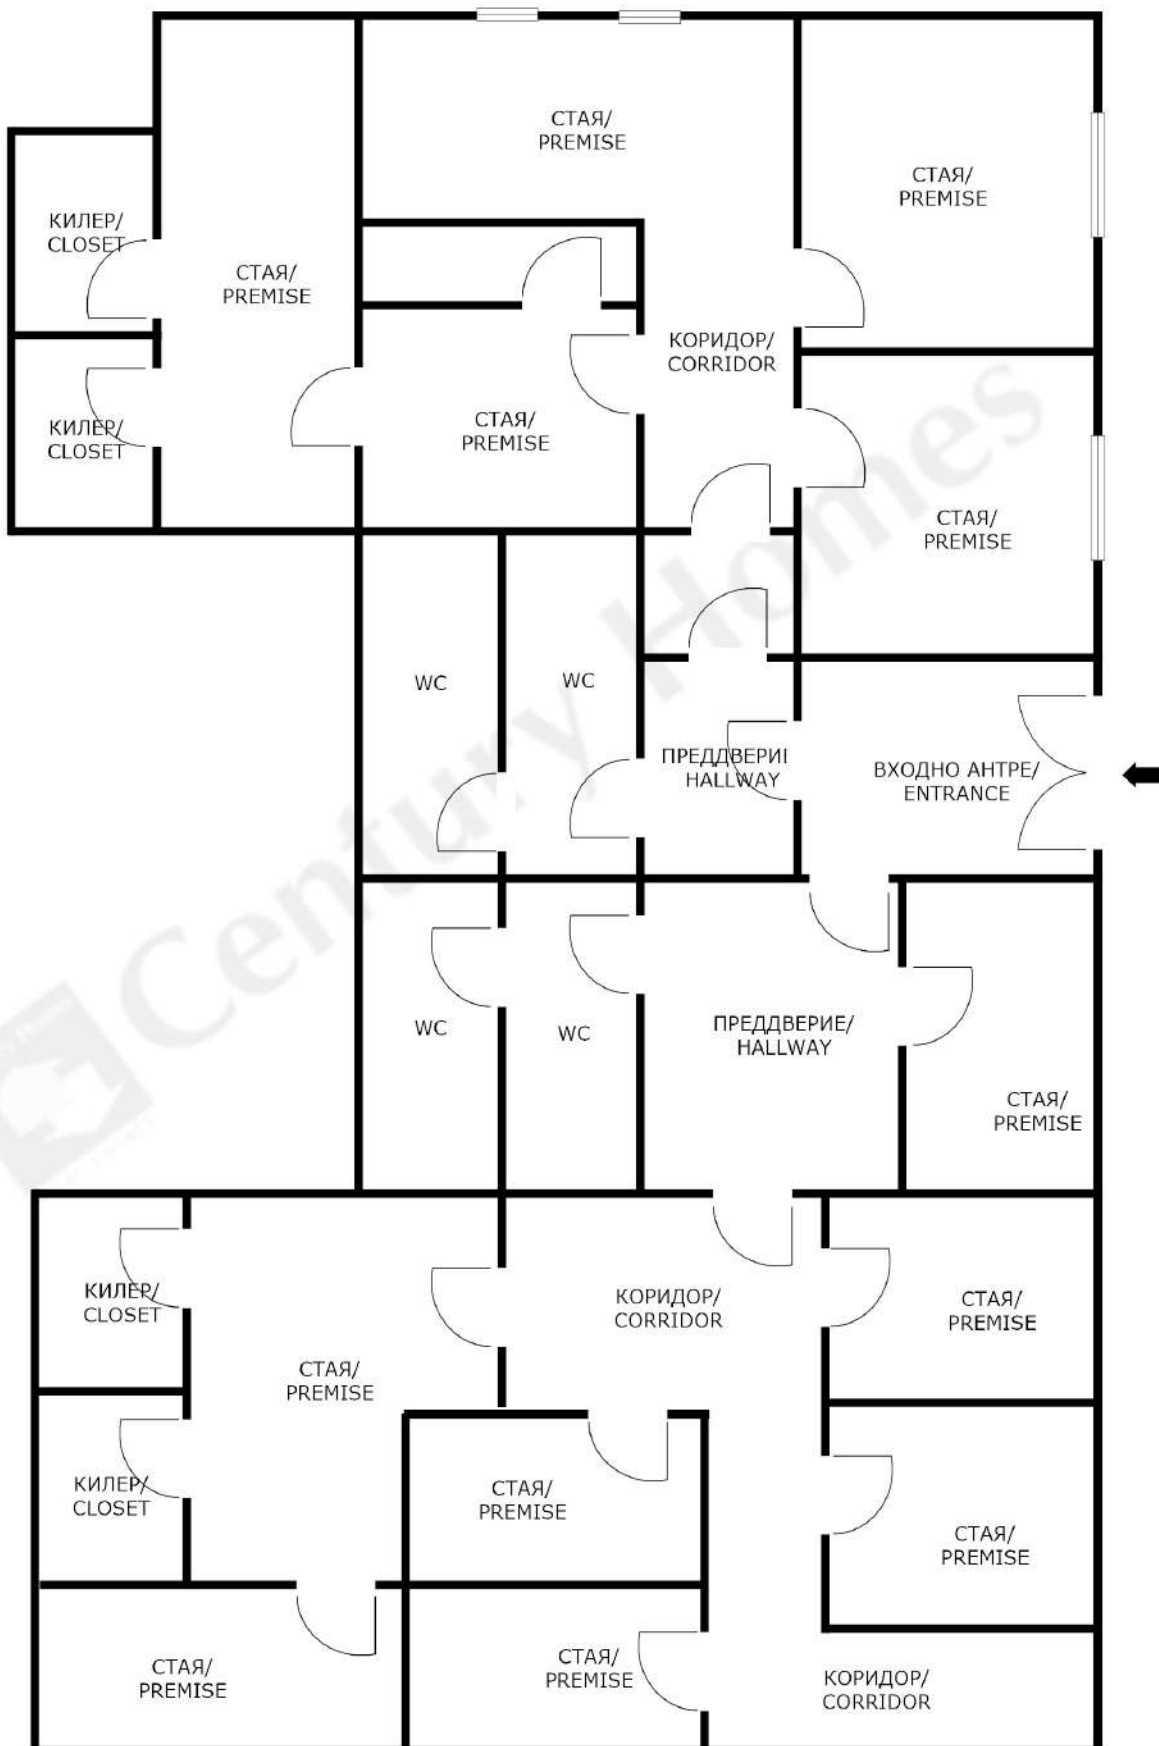 СТАЯ/
PREMISE
СТАЯ/
PREMISE
КИЛЕР/
CLOSET
СТАЯ/
PREMISE
КОРИДОР/
CORRIDOR
КИЛЕР/
CLOSET
СТАЯ/
PREMISE
СТАЯ/
PREMISE
WC
WC
ПРЕДДВЕРИ
HALLWAY
ВХОДНО АНТРЕ/
ENTRANCE
Century Homes
WC
WC
ПРЕДДВЕРИЕ/
HALLWAY
СТАЯ/
PREMISE
КИЛЕР/
CLOSET
КОРИДОР/
CORRIDOR
СТАЯ/
PREMISE
СТАЯ/
PREMISE
КИЛЕР/
CLOSET
СТАЯ/
PREMISE
СТАЯ/
PREMISE
СТАЯ/
PREMISE
СТАЯ/
PREMISE
КОРИДОР/
CORRIDOR